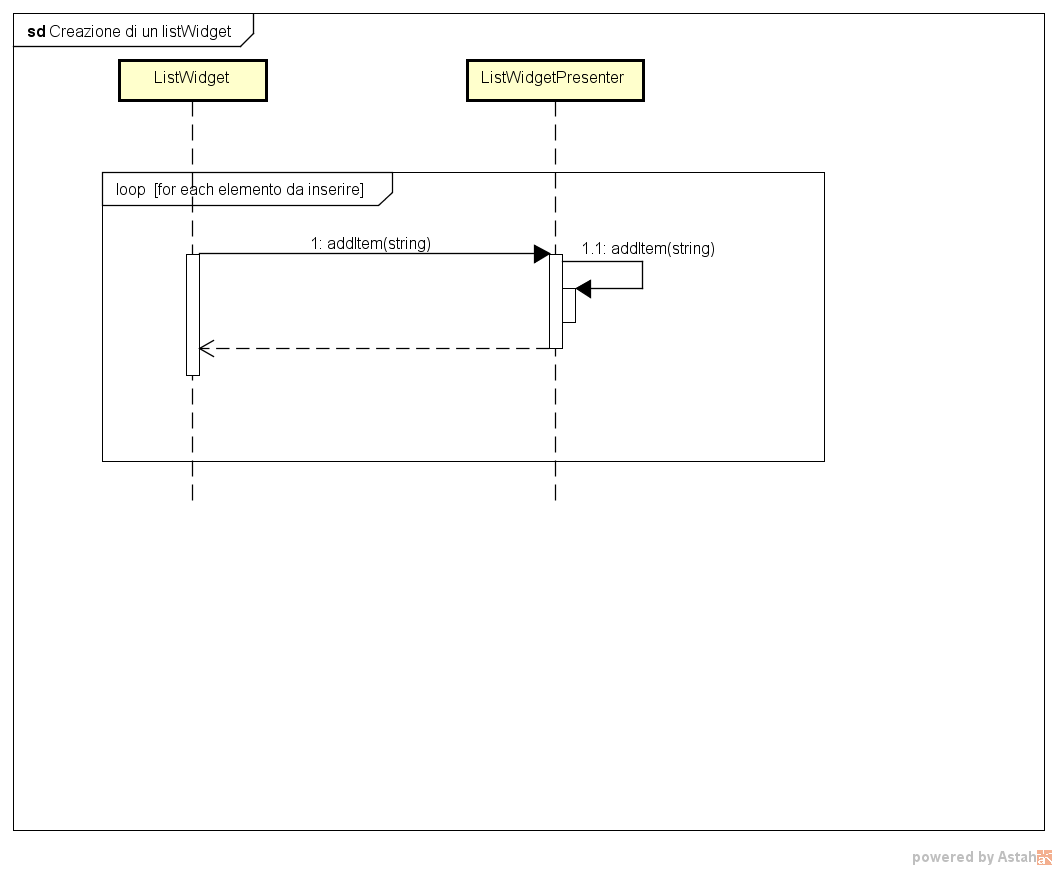 sd Creazione di un listWidget
ListWidget
ListWidgetPresenter
loop [for each elemento da inserire]
1: addItem(string)
1.1: addItem(string)
powered by Astah